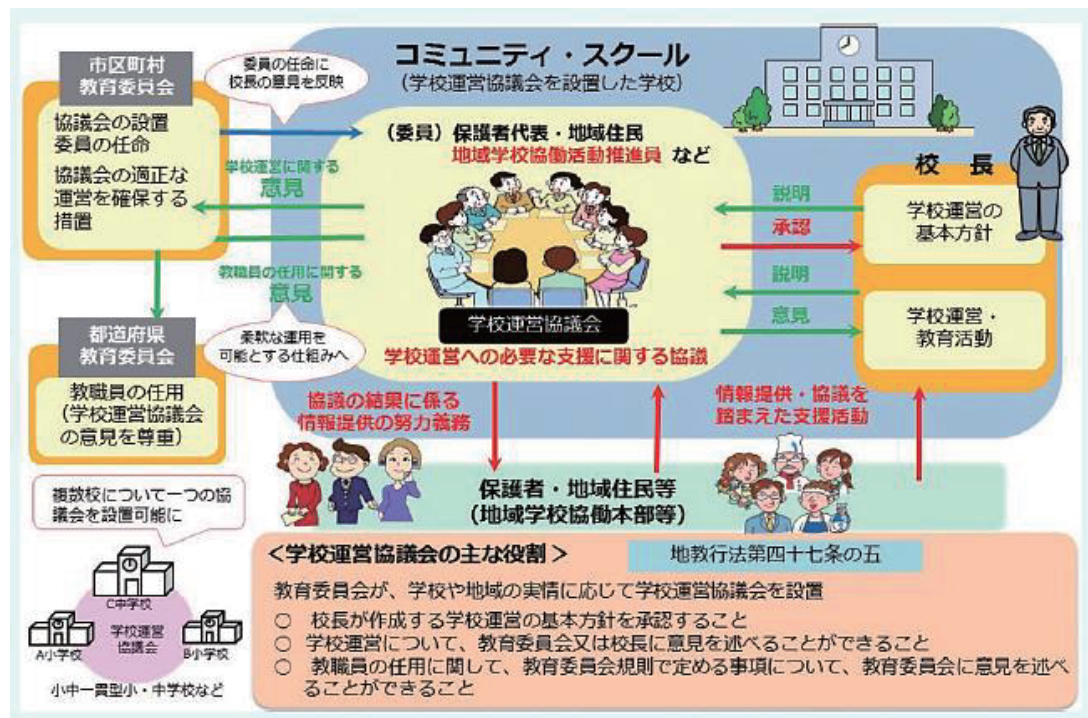 コミュニティ・スクール
(学校運営協議会を設置した学校)
市区町村
教育委員会
協議会の設置
委員の任命
協議会の適正な
運営を確保する
措置
委員の任命に
校長の意見を反映
学校運営に関する
意見
(委員)保護者代表・地域住民
地域学校協働活動推進員 など
学校運営協議会
学校運営への必要な支援に関する協議
校 長
学校運営の
基本方針
説明
承認
説明
意見
学校運営・
教育活動
教職員の任用に関する
意見
柔軟な運用を
可能とする仕組みへ
都道府県
教育委員会
教職員の任用
(学校運営協議会
の意見を尊重)
協議の結果に係る
情報提供の努力義務
情報提供・協議を
踏まえた支援活動
保護者・地域住民等
(地域学校協働本部等)
複数校について一つの協
議会を設置可能に
C中学校
学校運営
協議会
A小学校
B小学校
小中一貫型小・中学校など
<学校運営協議会の主な役割>
地教行法第四十七条の五
教育委員会が、学校や地域の実情に応じて学校運営協議会を設置
○ 校長が作成する学校運営の基本方針を承認すること
○ 学校運営について、教育委員会又は校長に意見を述べることができること
○ 教職員の任用に関して、教育委員会規則で定める事項について、教育委員会に意見を述べ
ることができること